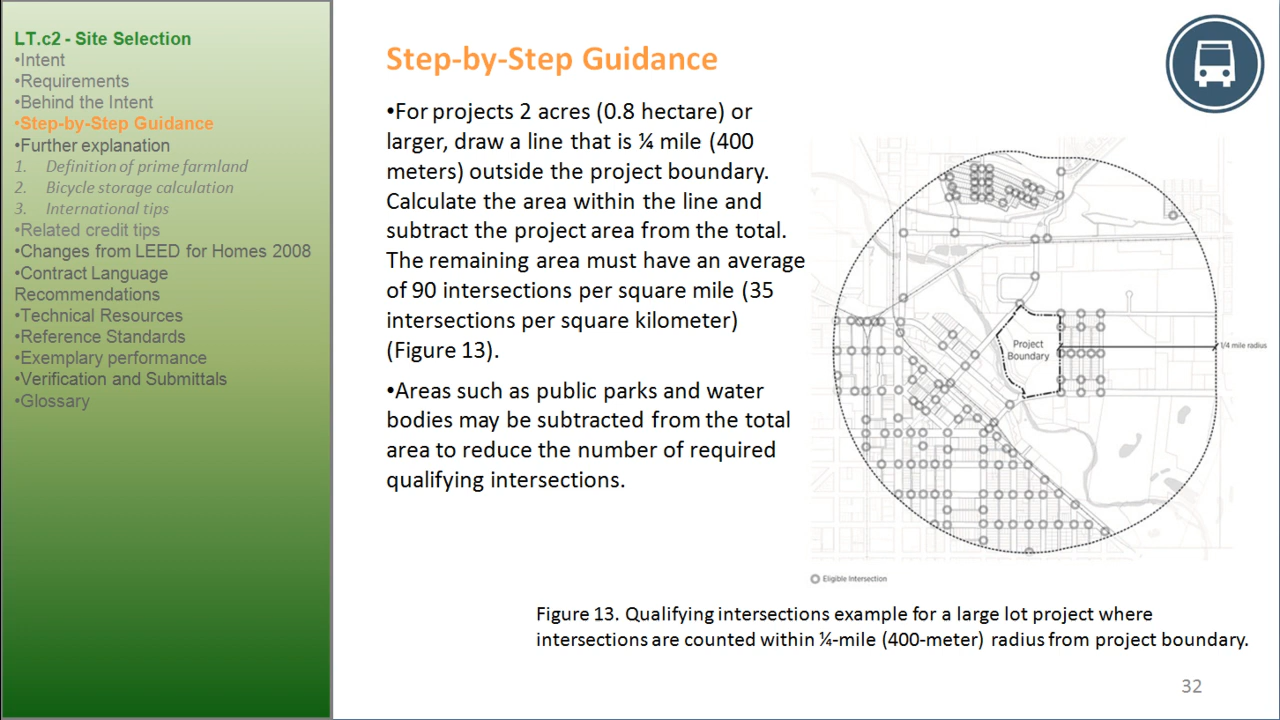 LT.c2 - Site Selection
•Intent
•Requirements
•Behind the Intent
•Step-by-Step Guidance
•Further explanation
1. Definition of prime farmland
2. Bicycle storage calculation
3. International tips
•Related credit tips
•Changes from LEED for Homes 2008
•Contract Language
Recommendations
•Technical Resources
•Reference Standards
•Exemplary performance
•Verification and Submittals
•Glossary
Step-by-Step Guidance
•For projects 2 acres (0.8 hectare) or
larger, draw a line that is ¼ mile (400
meters) outside the project boundary.
Calculate the area within the line and
subtract the project area from the total.
The remaining area must have an average
of 90 intersections per square mile (35
intersections per square kilometer)
(Figure 13).
•Areas such as public parks and water
bodies may be subtracted from the total
area to reduce the number of required
qualifying intersections.
Project
Boundary
1/4 mile radius
Eligible Intersection
Figure 13. Qualifying intersections example for a large lot project where
intersections are counted within ¼-mile (400-meter) radius from project boundary.
32